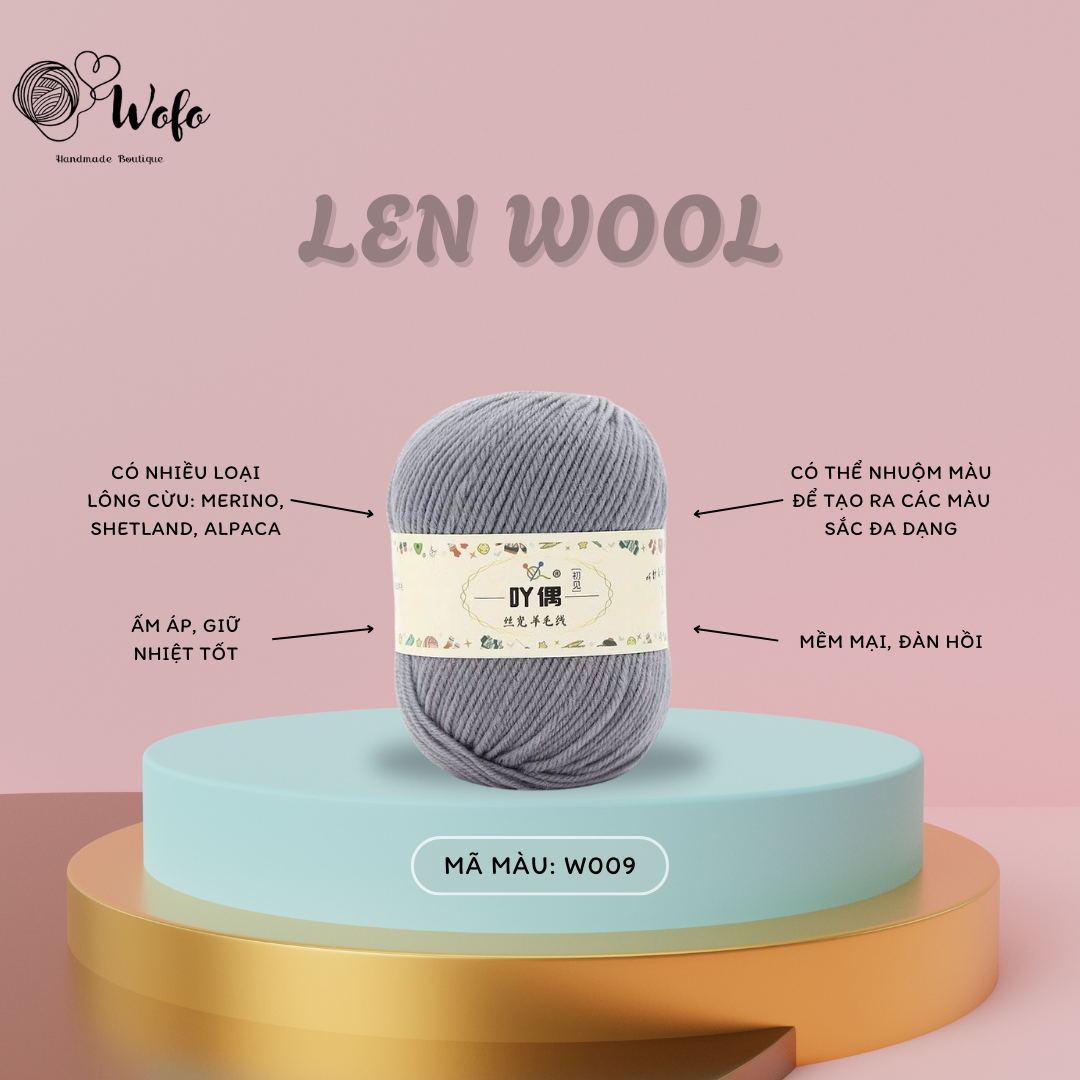 Wofo
Handmade Boutique
LEN WOOL
CÓ NHIỀU LOẠI
LÔNG CỪU: MERINO,
SHETLAND, ALPACA
CÓ THỂ NHUỘM MÀU
ĐỂ TẠO RA CÁC MÀU
SẮC ĐA DẠNG
初见
吖偶
®
丝光羊毛线
ẤM ÁP, GIỮ
NHIỆT TỐT
MỀM MẠI, ĐÀN HỒI
MÃ MÀU: W009